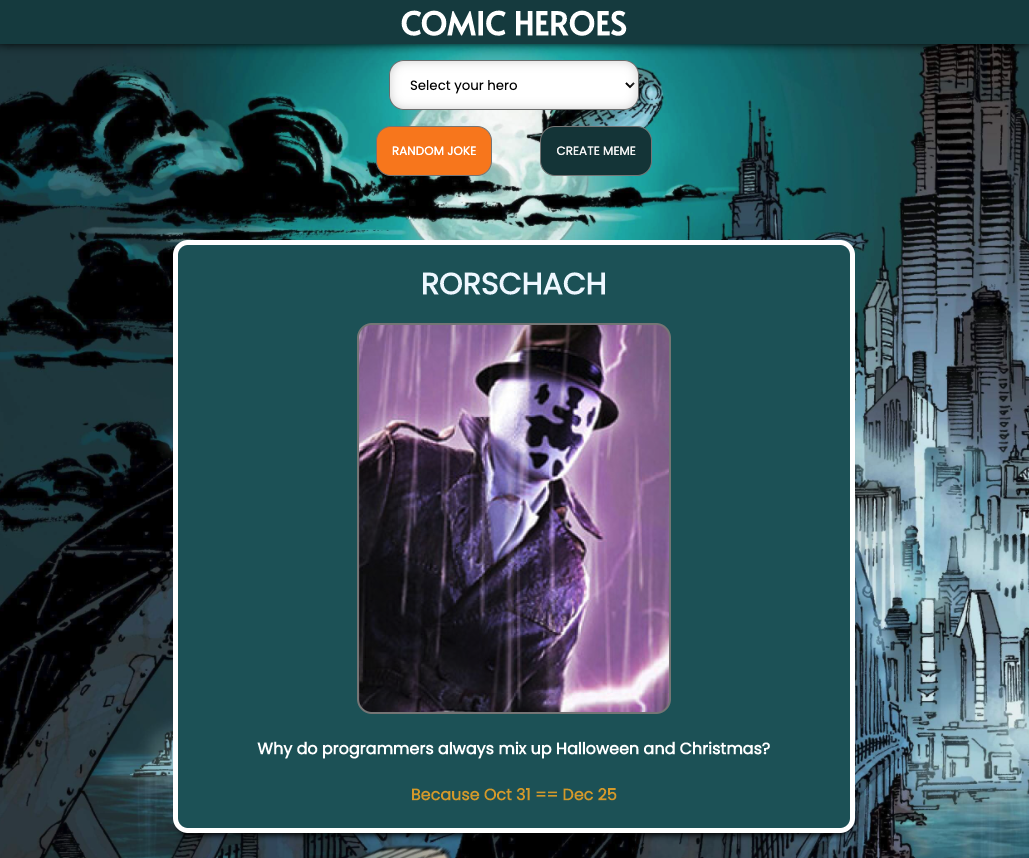 COMIC HEROES
Select your hero
RANDOM JOKE
CREATE MEME
RORSCHACH
Why do programmers always mix up Halloween and Christmas?
Because Oct 31 == Dec 25